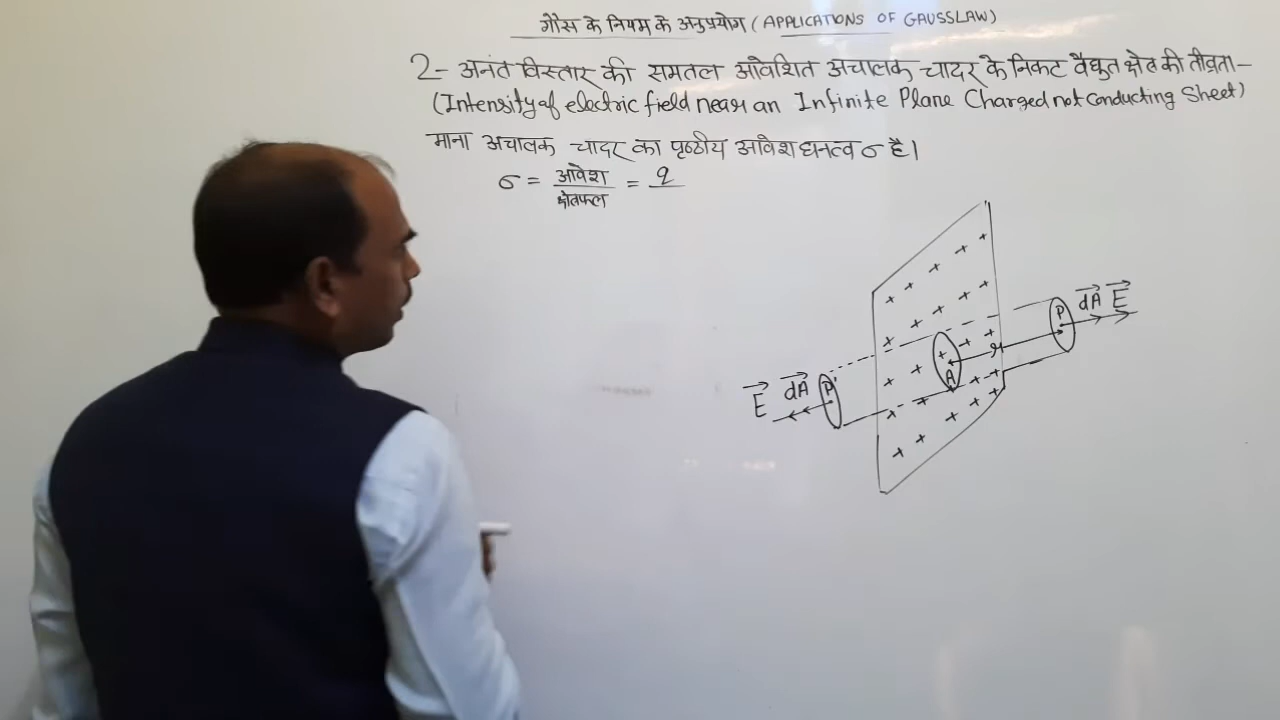 गौस के नियम के अनुप्रयोग (APPLICATIONS OF GAUSSLAW)
2- अनंत विस्तार की समतल आवेशित अचालक चादर के निकट वैद्युत क्षेत्र की तीव्रता-
(Intensity of electric field near an Infinite Plane Charged not Conducting Sheet)
माना अचालक चादर का पृष्ठीय आवेश घनत्व σ है।
σ = आवेश/क्षेत्रफल = q
P dA E
r
A
E dA P'